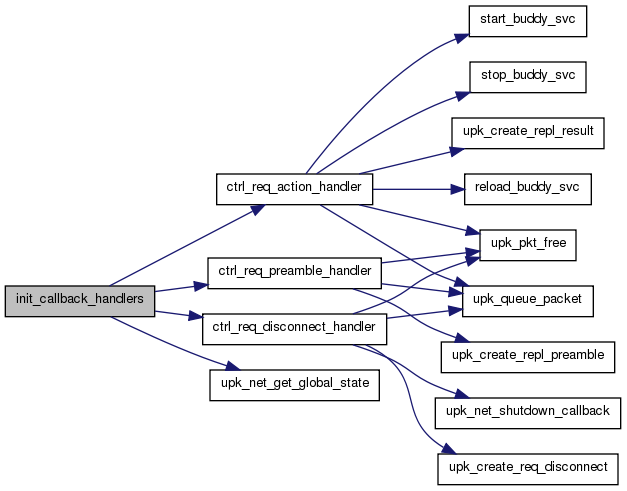 start_buddy_svc
stop_buddy_svc
upk_create_repl_result
ctrl_req_action_handler
reload_buddy_svc
upk_pkt_free
ctrl_req_preamble_handler
init_callback_handlers
upk_queue_packet
ctrl_req_disconnect_handler
upk_create_repl_preamble
upk_net_get_global_state
upk_net_shutdown_callback
upk_create_req_disconnect